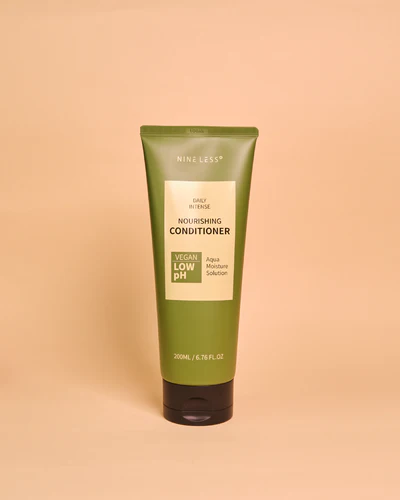 NINE LESS®
DAILY
INTENSE
NOURISHING
CONDITIONER
VEGAN
LOW
pH
Aqua
Moisture
Solution
200ML / 6.76 FL.OZ